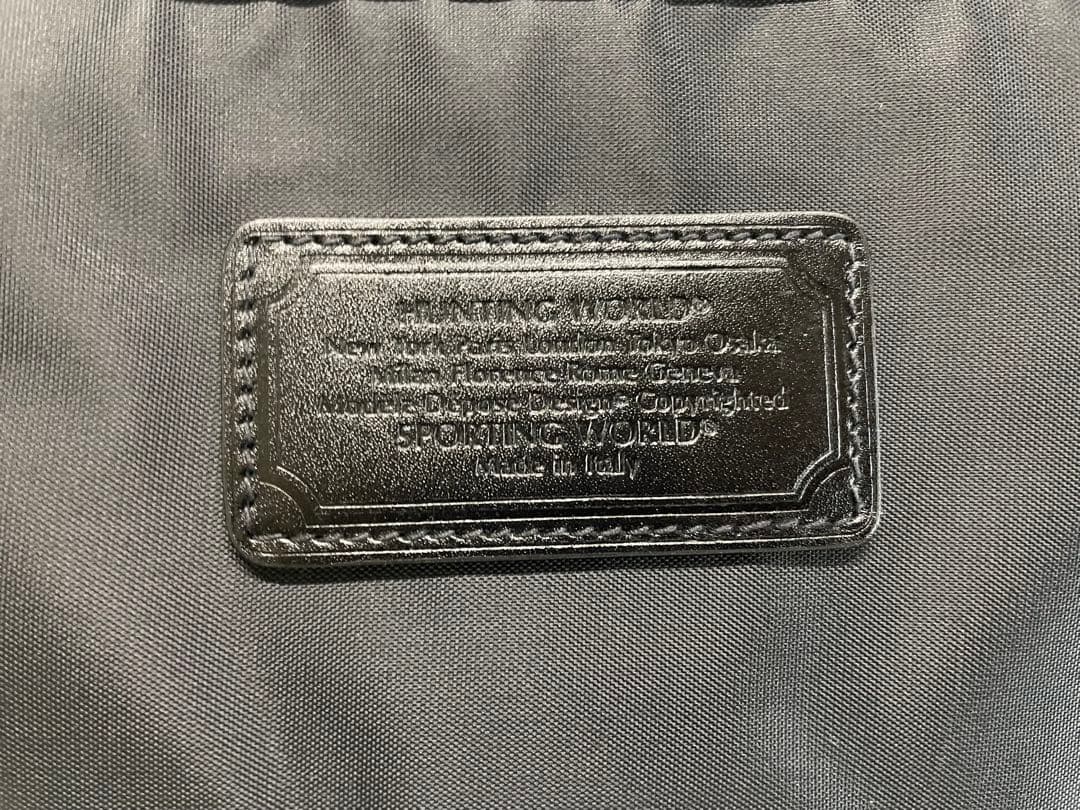 HUNTING WORLD®
New York Paris London Tokyo Osaka
Milan Florence Rome Geneva
Modele Depose Design® Copyrighted
SPORTING WORLD®
Made in Italy